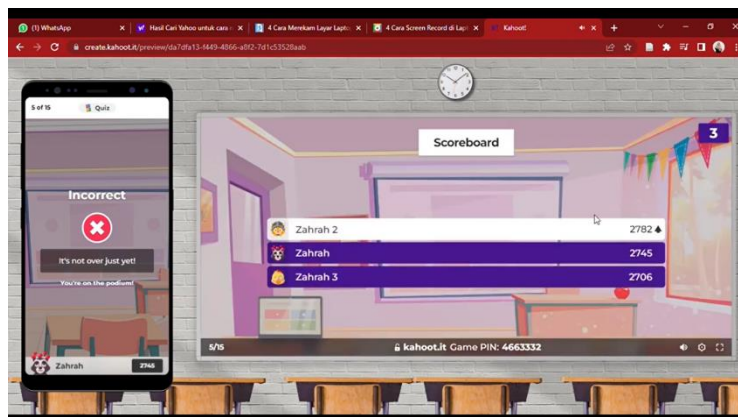 (1) WhatsApp
Hasil Cari Yahoo untuk cara
4 Cara Merekam Layar Lapto
4 Cara Screen Record di Lapt
Kahoot!
create.kahoot.it/preview/da7dfa13-f449-4866-a8f2-7d1c53528aab
5 of 15
Quiz
Incorrect
It's not over just yet!
You're on the podium!
Zahrah
2745
Scoreboard
3
Zahrah 2
2782
Zahrah
2745
Zahrah 3
2706
5/15
kahoot.it Game PIN: 4663332